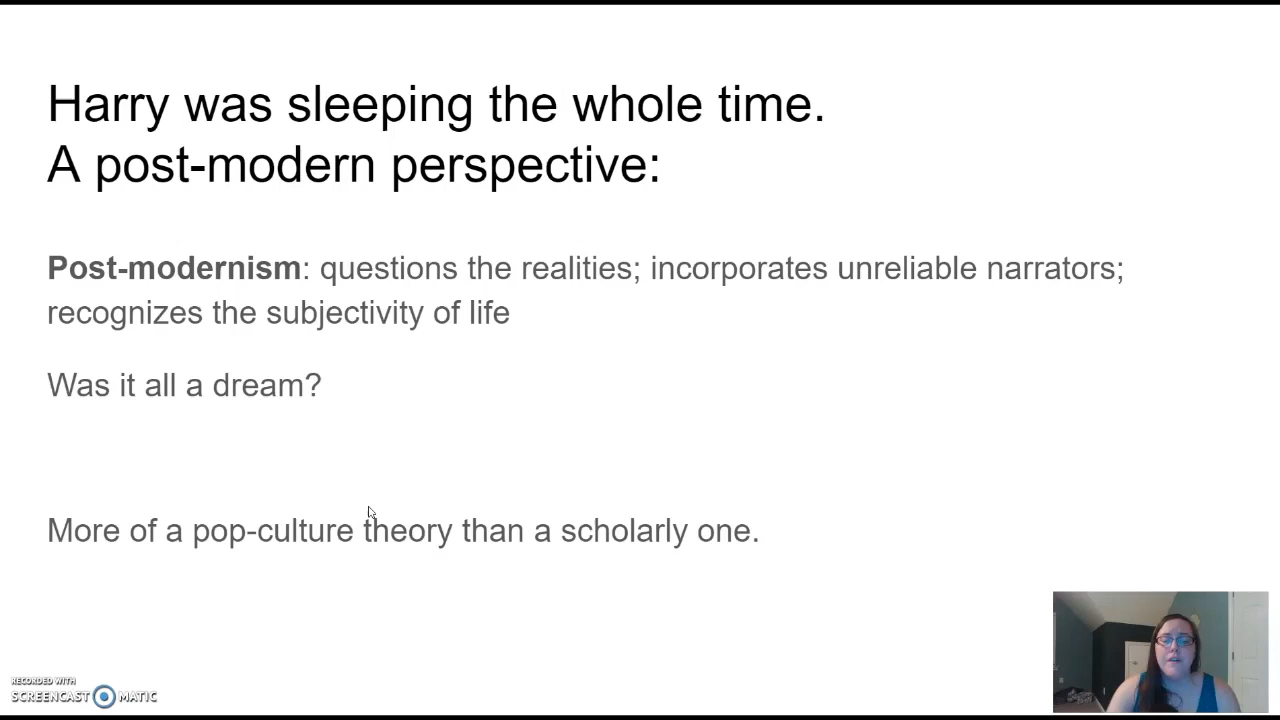 Harry was sleeping the whole time.
A post-modern perspective:
Post-modernism: questions the realities; incorporates unreliable narrators;
recognizes the subjectivity of life
Was it all a dream?
More of a pop-culture theory than a scholarly one.
RECORDED WITH
SCREENCAST MATIC